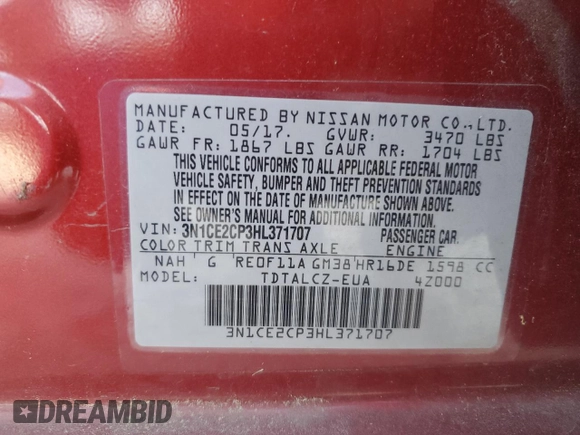 MANUFACTURED BY NISSAN MOTOR CO.,LTD.
DATE: 05/17. GVWR: 3470 LBS
GAWR FR: 1867 LBS GAWR RR: 1704 LBS
THIS VEHICLE CONFORMS TO ALL APPLICABLE FEDERAL MOTOR
VEHICLE SAFETY, BUMPER AND THEFT PREVENTION STANDARDS
IN EFFECT ON THE DATE OF MANUFACTURE SHOWN ABOVE.
SEE OWNER'S MANUAL FOR ADDITIONAL INFORMATION.
VIN: 3N1CE2CP3HL371707 PASSENGER CAR.
COLOR TRIM TRANS AXLE ENGINE
NAH G RE0F11A GM38 HR16DE 1598 CC
MODEL: TDTALCZ-EUA 4Z000
3N1CE2CP3HL371707
DREAMBID